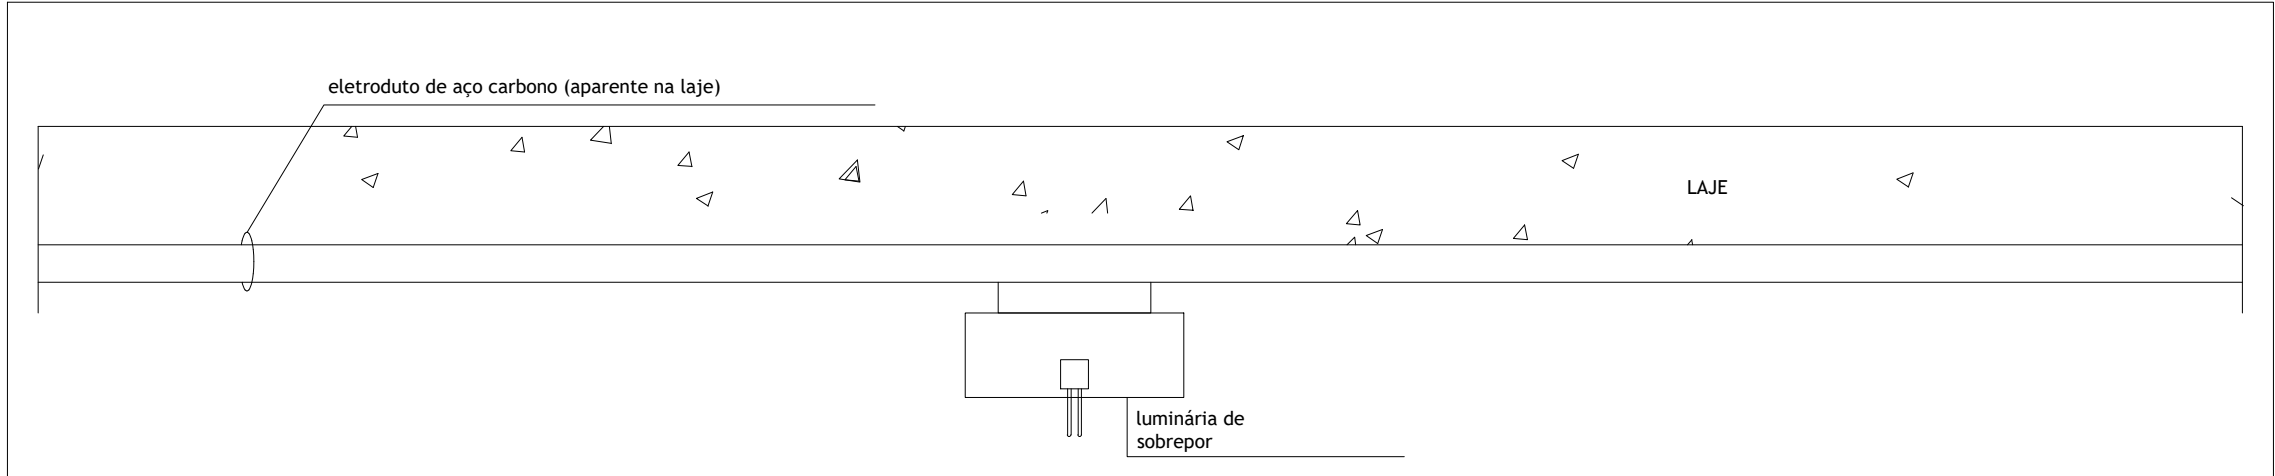 eletroduto de aço carbono (aparente na laje)
LAJE
luminária de
sobrepor